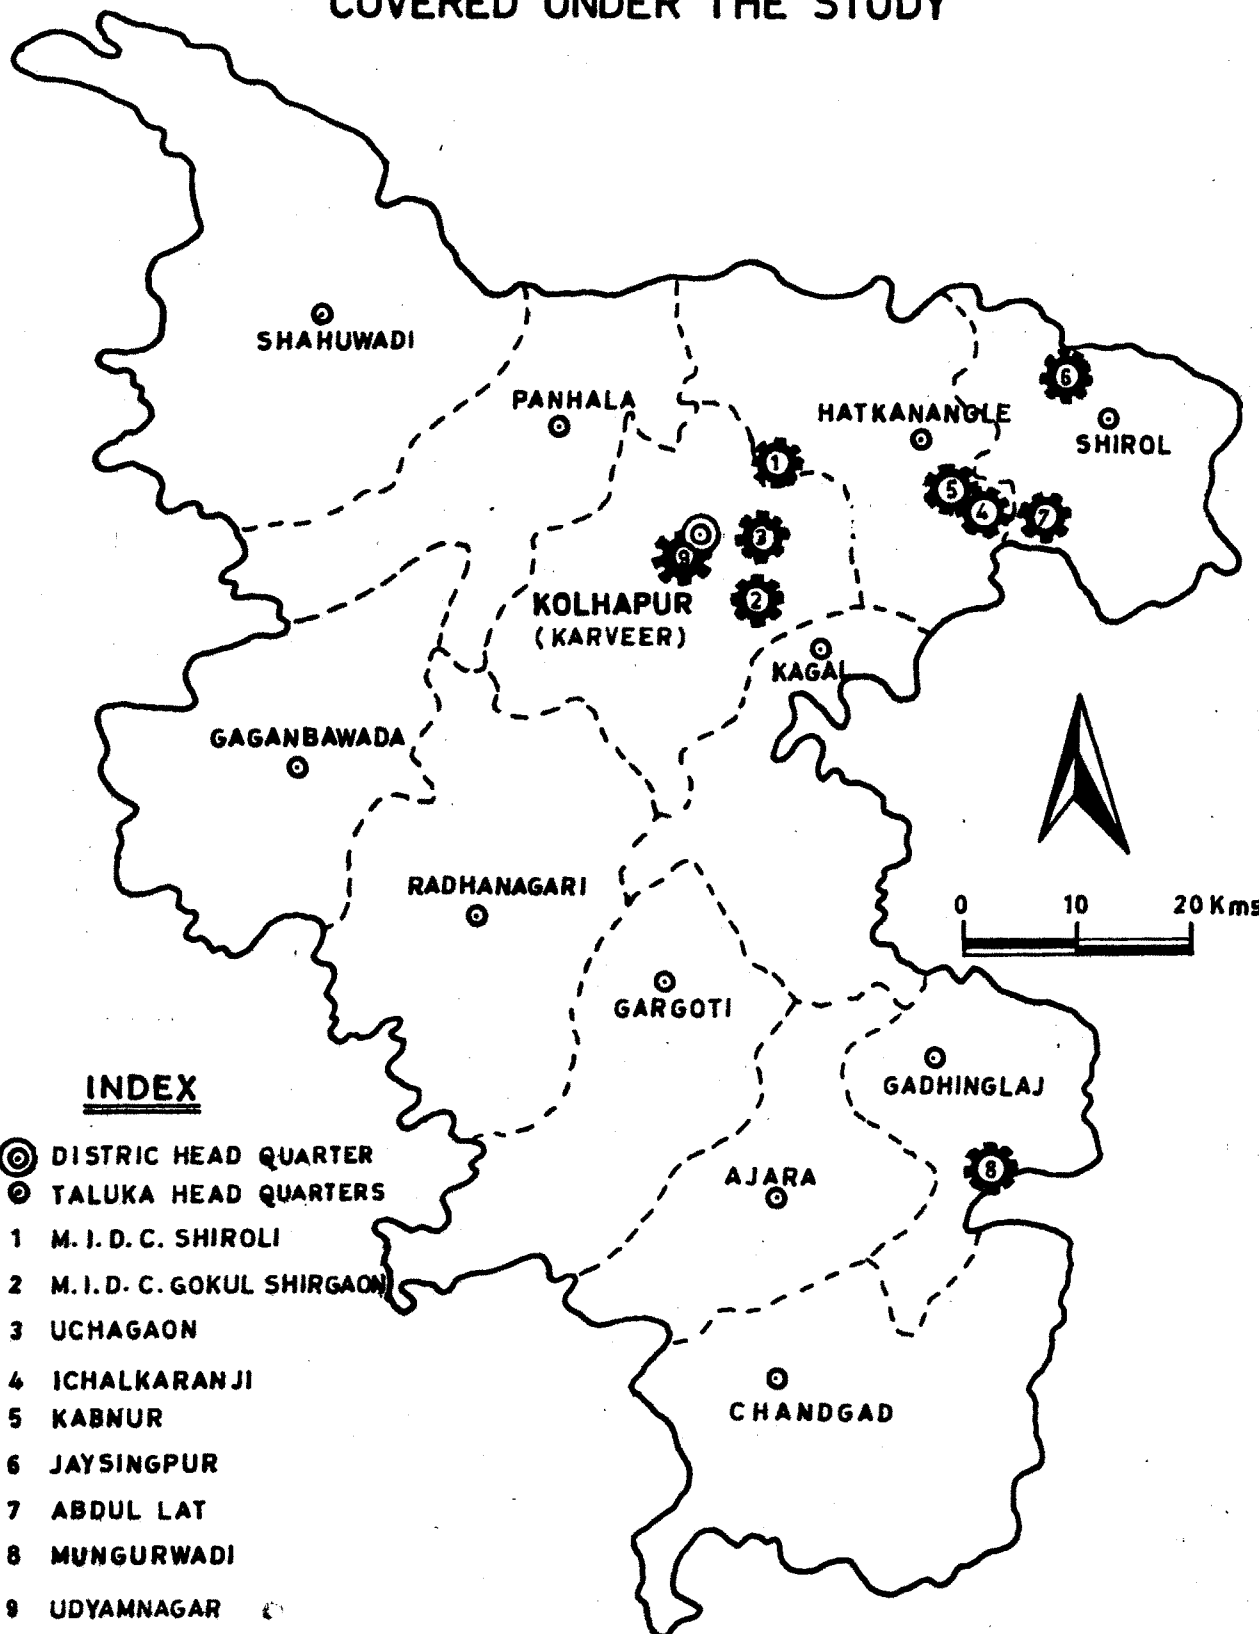 COVERED UNDER THE STUDY
SHAHUWADI
PANHALA
HATKANANGLE
6
SHIROL
1
5
4
7
3
9
KOLHAPUR
2
(KARVEER)
KAGAL
GAGANBAWADA
RADHANAGARI
0 10 20 Kms
GARGOTI
GADHINGLAJ
8
AJARA
CHANDGAD
INDEX
DISTRIC HEAD QUARTER
TALUKA HEAD QUARTERS
1 M.I.D.C. SHIROLI
2 M.I.D.C. GOKUL SHIRGAON
3 UCHAGAON
4 ICHALKARANJI
5 KABNUR
6 JAYSINGPUR
7 ABDUL LAT
8 MUNGURWADI
9 UDYAMNAGAR